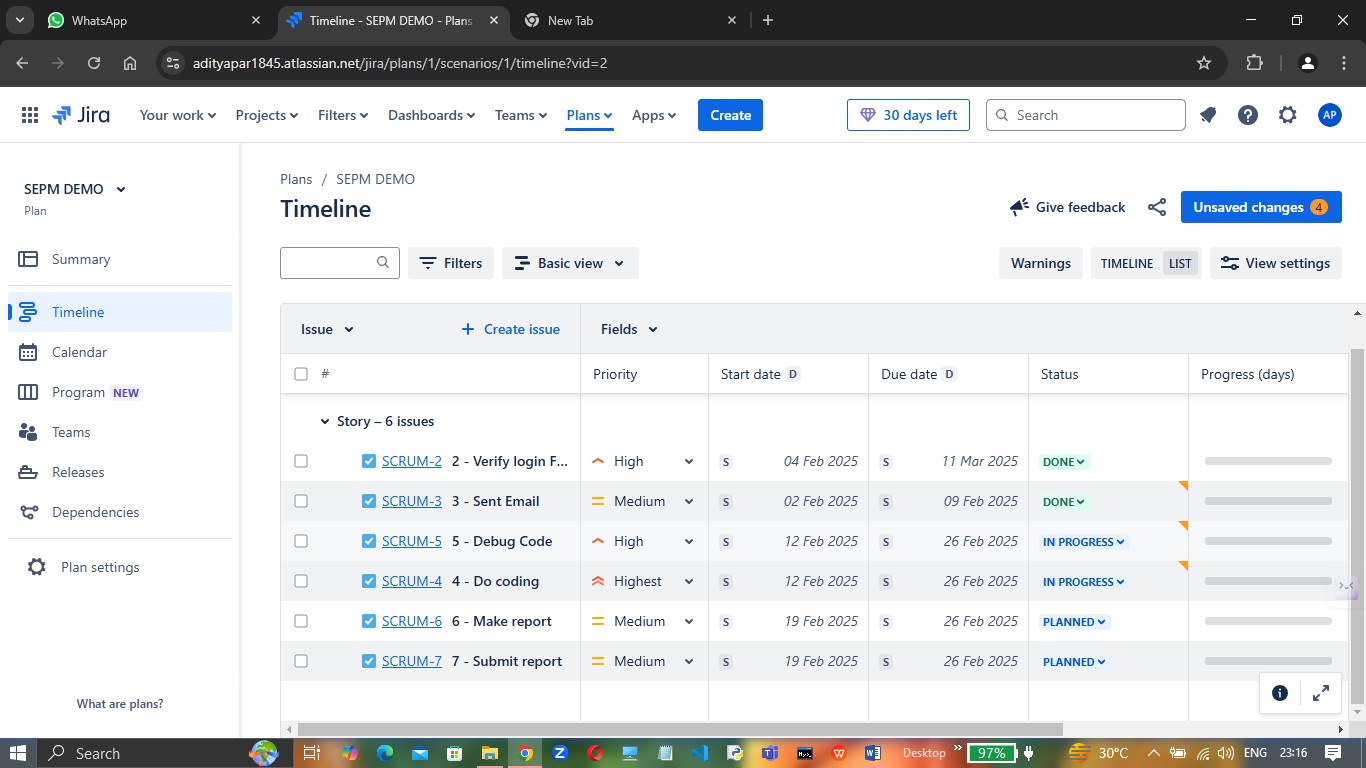 WhatsApp
Timeline - SEPM DEMO - Plans
New Tab
adityapar1845.atlassian.net/jira/plans/1/scenarios/1/timeline?vid=2
Jira Your work Projects Filters Dashboards Teams Plans Apps Create 30 days left Search AP
SEPM DEMO
Plan
Summary
Timeline
Calendar
Program NEW
Teams
Releases
Dependencies
Plan settings
What are plans?
Plans / SEPM DEMO
Timeline
Give feedback
Unsaved changes 4
Filters Basic view Warnings TIMELINE LIST View settings
Issue + Create issue Fields
# Priority Start date D Due date D Status Progress (days)
Story – 6 issues
SCRUM-2 2 - Verify login F... High S 04 Feb 2025 S 11 Mar 2025 DONE
SCRUM-3 3 - Sent Email Medium S 02 Feb 2025 S 09 Feb 2025 DONE
SCRUM-5 5 - Debug Code High S 12 Feb 2025 S 26 Feb 2025 IN PROGRESS
SCRUM-4 4 - Do coding Highest S 12 Feb 2025 S 26 Feb 2025 IN PROGRESS
SCRUM-6 6 - Make report Medium S 19 Feb 2025 S 26 Feb 2025 PLANNED
SCRUM-7 7 - Submit report Medium S 19 Feb 2025 S 26 Feb 2025 PLANNED
Search Desktop 97% 30°C ENG 23:16